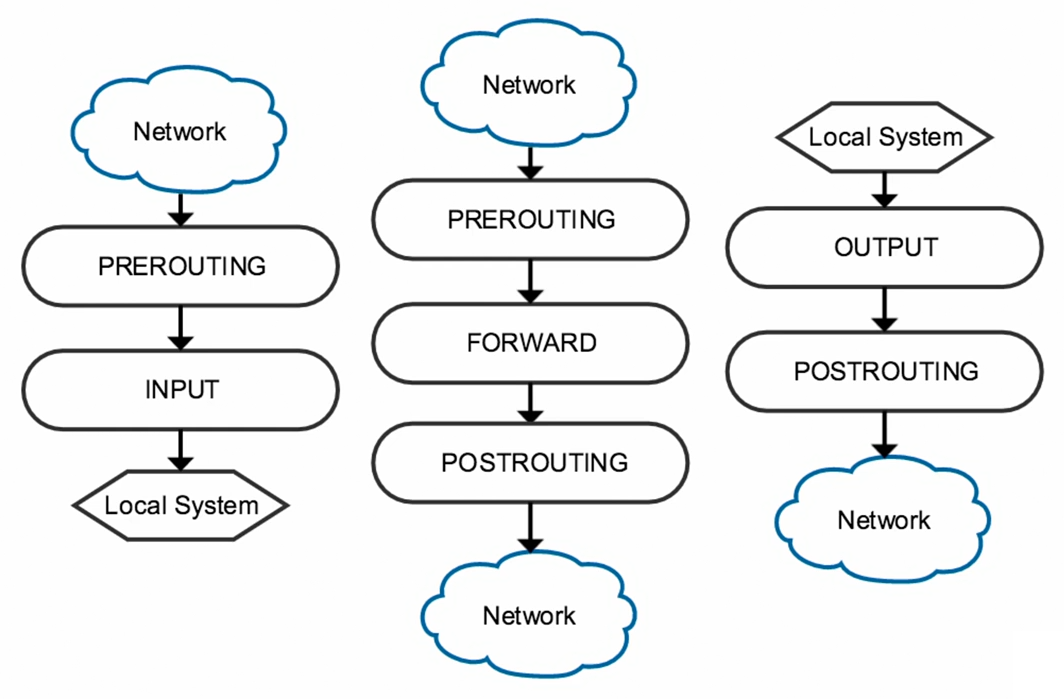 Network
PREROUTING
INPUT
Local System
Network
PREROUTING
FORWARD
POSTROUTING
Network
Local System
OUTPUT
POSTROUTING
Network